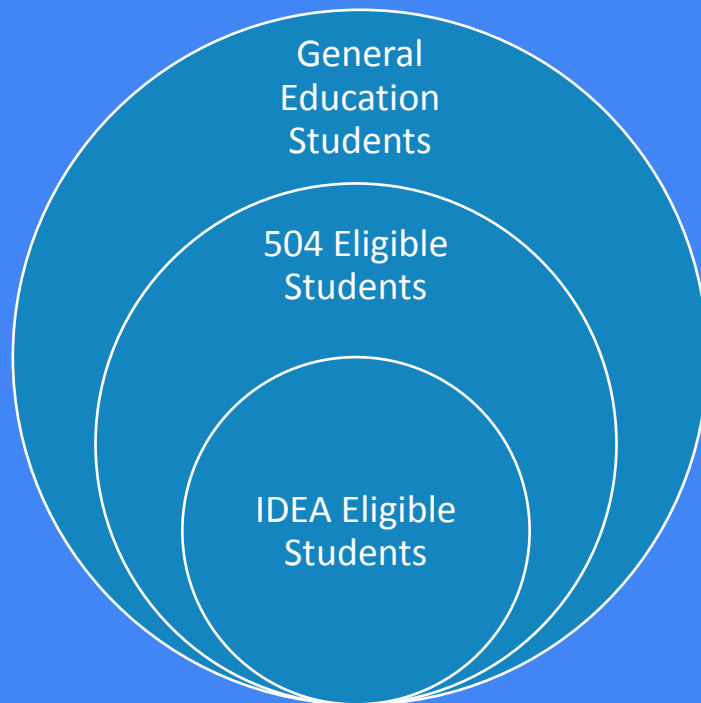 General
Education
Students
504 Eligible
Students
IDEA Eligible
Students